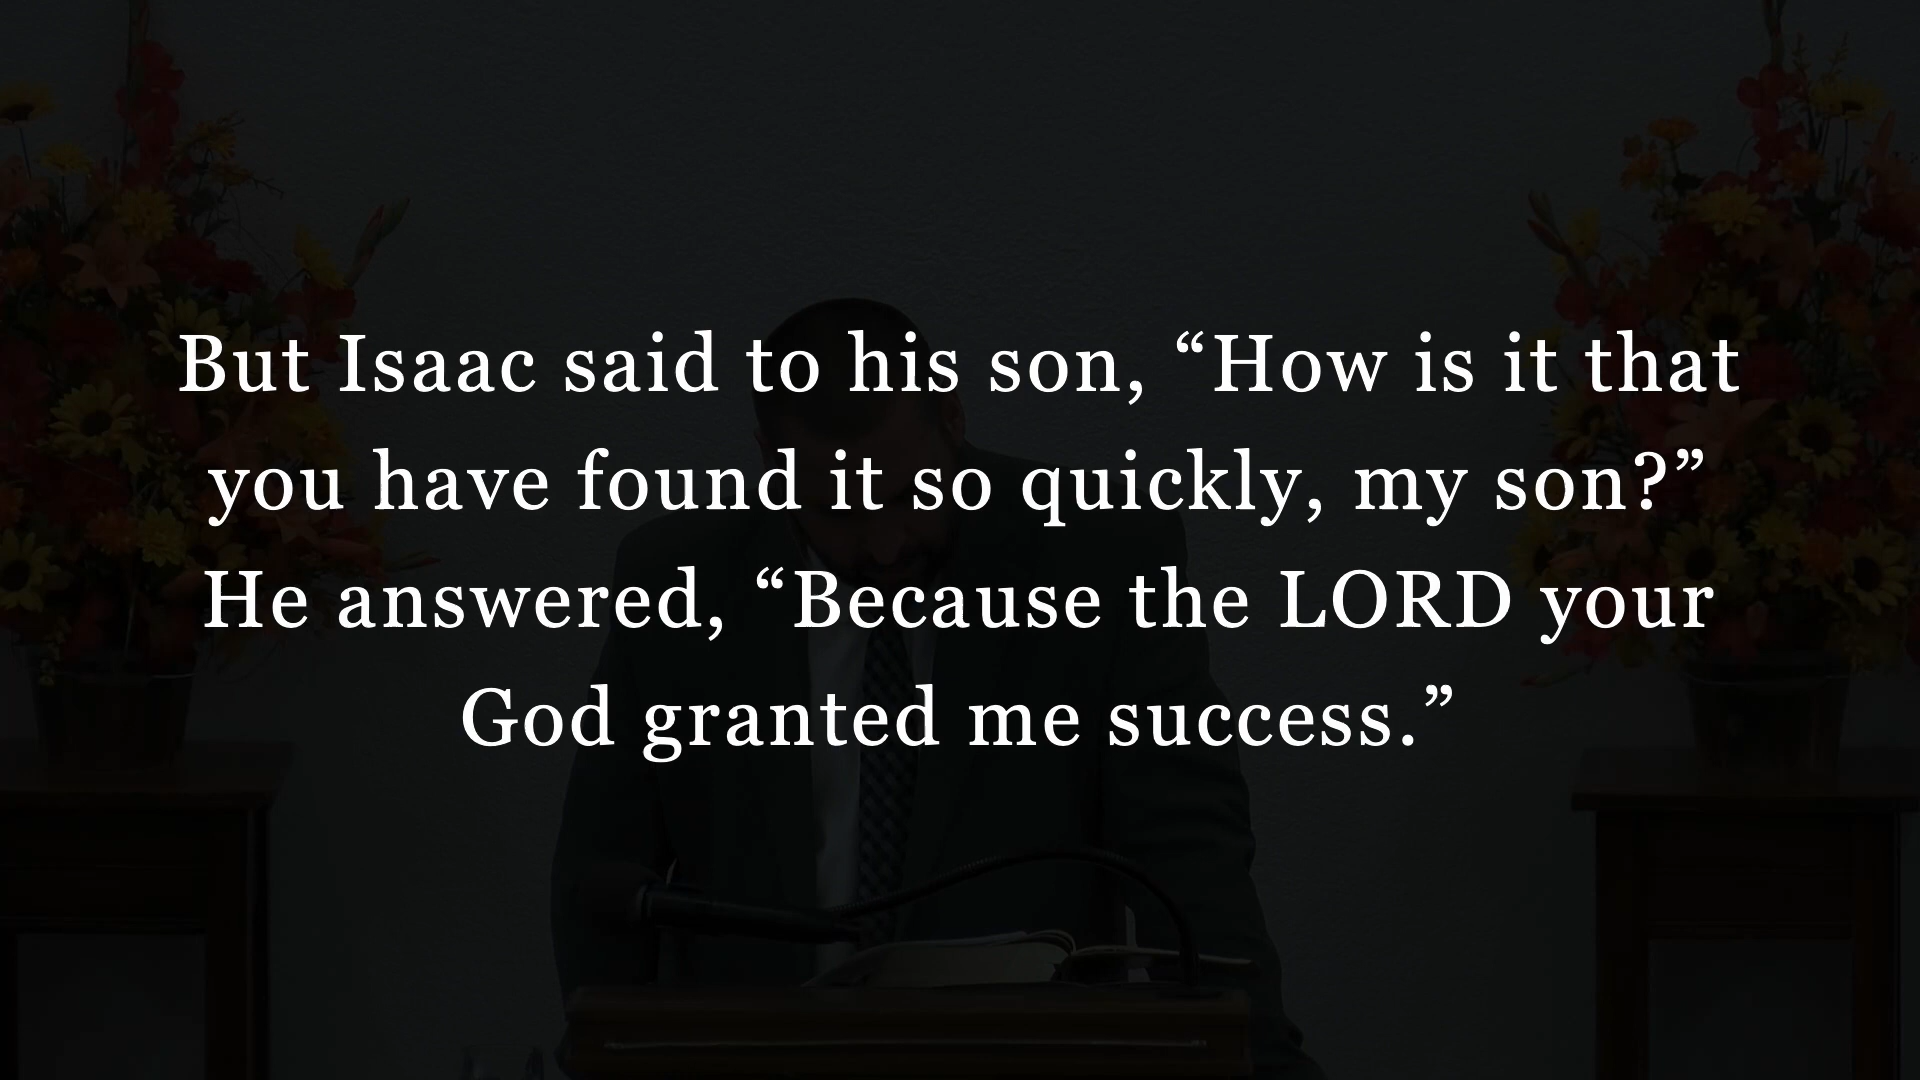 But Isaac said to his son, “How is it that
you have found it so quickly, my son?”
He answered, “Because the LORD your
God granted me success.”